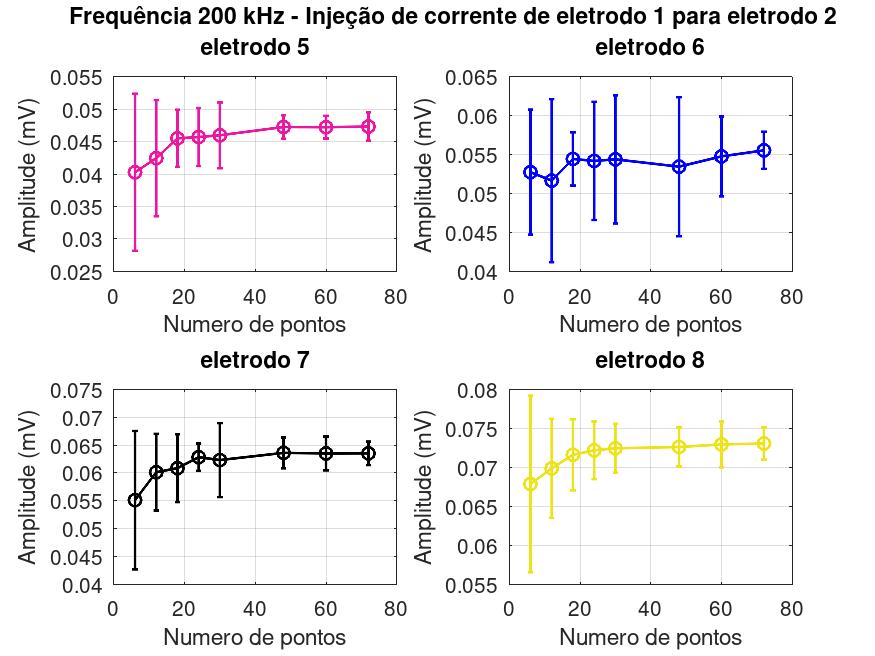 Frequência 200 kHz - Injeção de corrente de eletrodo 1 para eletrodo 2
eletrodo 5
0.055
0.05
0.045
0.04
0.035
0.03
0.025
Amplitude (mV)
0 20 40 60 80
Numero de pontos
eletrodo 6
0.065
0.06
0.055
0.05
0.045
0.04
Amplitude (mV)
0 20 40 60 80
Numero de pontos
eletrodo 7
0.075
0.07
0.065
0.06
0.055
0.05
0.045
0.04
Amplitude (mV)
0 20 40 60 80
Numero de pontos
eletrodo 8
0.08
0.075
0.07
0.065
0.06
0.055
Amplitude (mV)
0 20 40 60 80
Numero de pontos